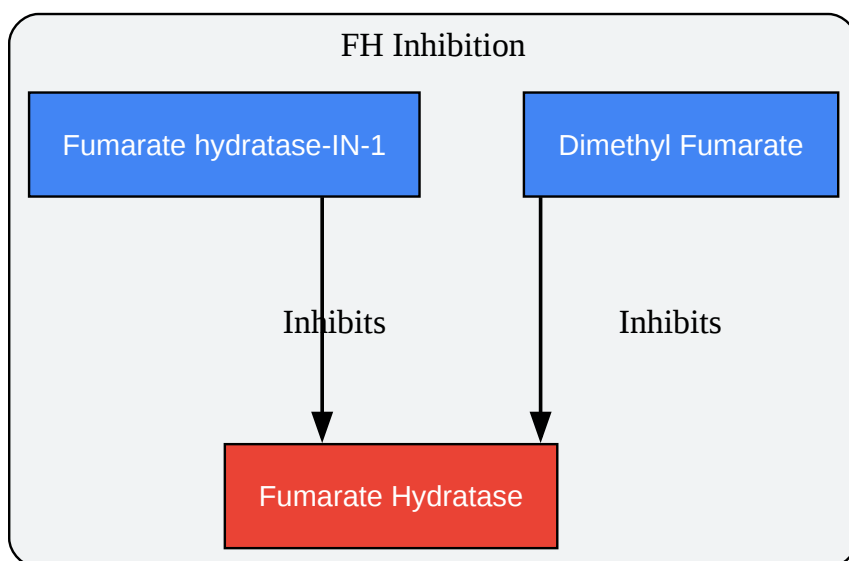 FH Inhibition
Fumarate hydratase-IN-1
Dimethyl Fumarate
Inhibits
Inhibits
Fumarate Hydratase